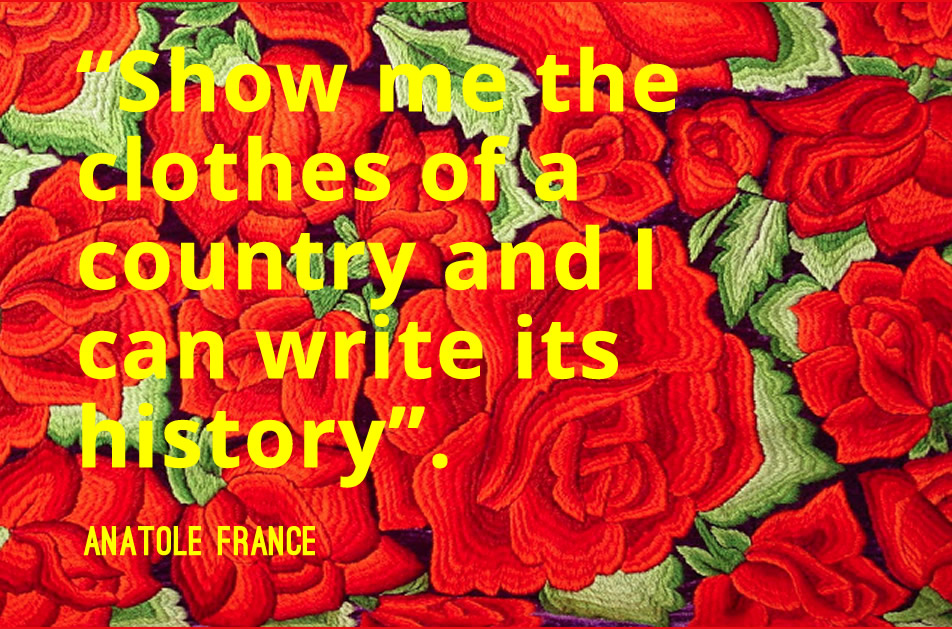 “Show me the
clothes of a
country and I
can write its
history”.
ANATOLE FRANCE